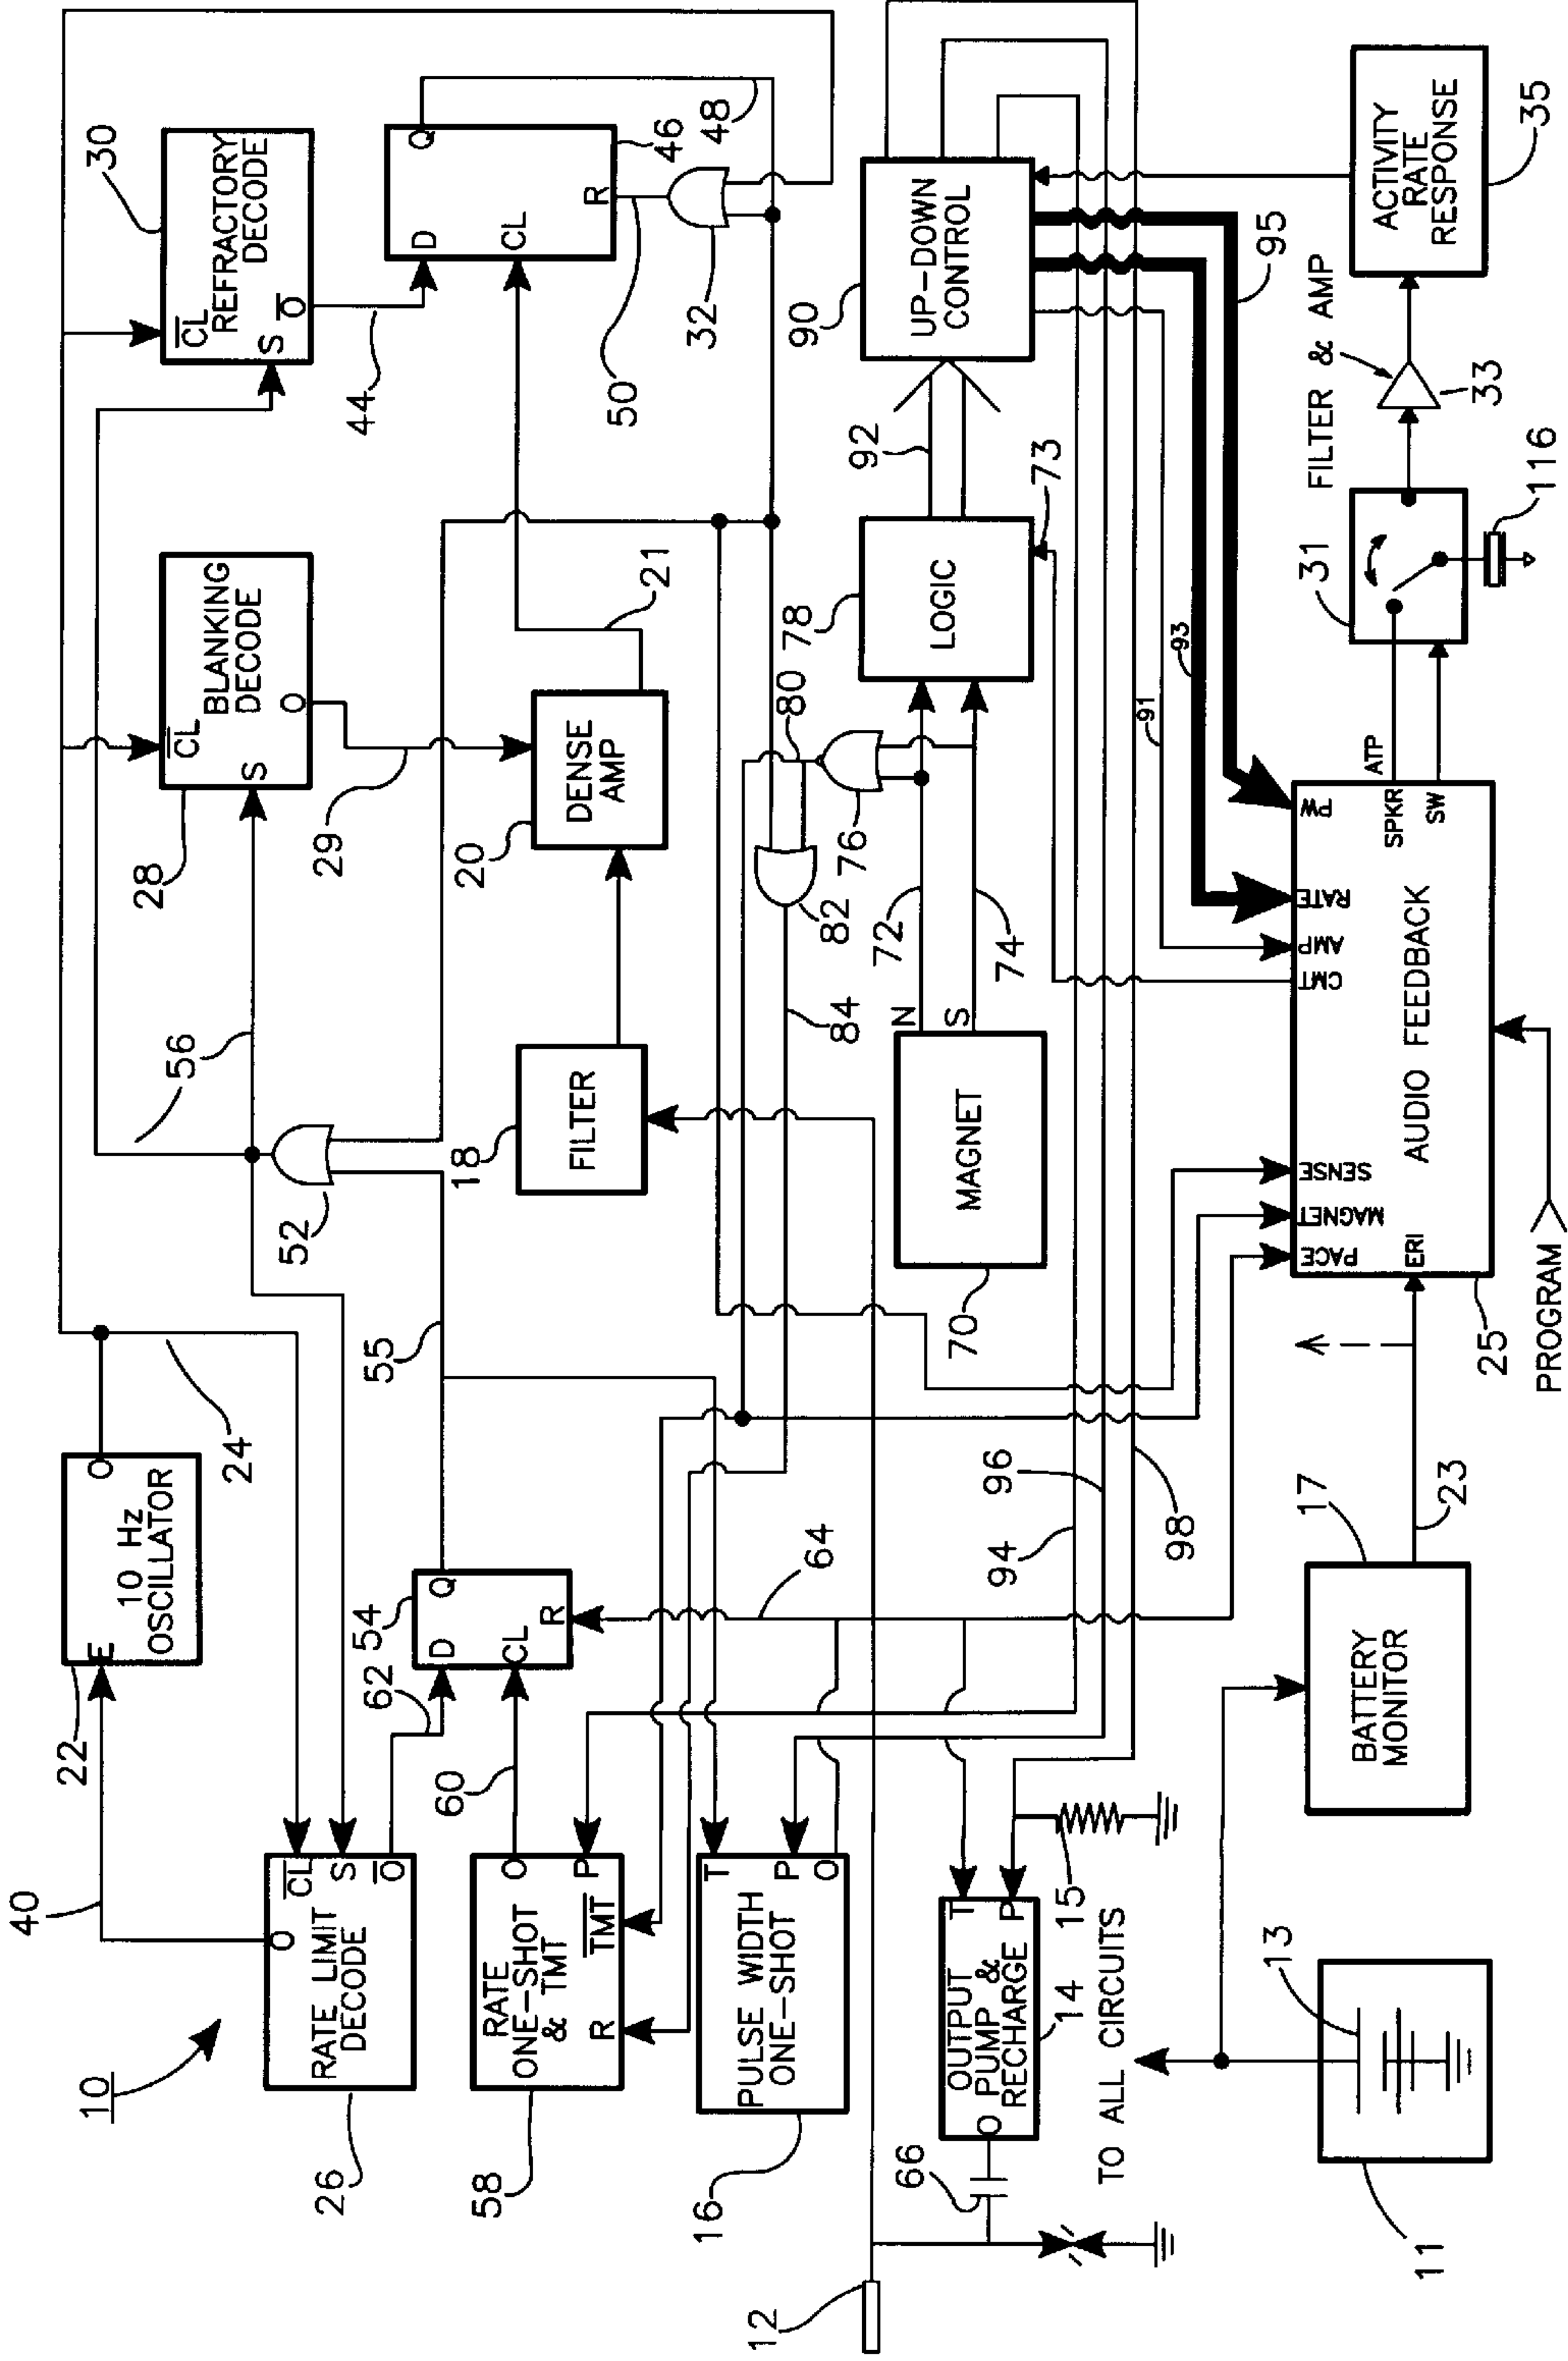 10
40
22
E
10 Hz
OSCILLATOR
O
24
56
28
CL
BLANKING
DECODE
S
O
30
CL
REFRACTORY
DECODE
S
O
26
O
RATE LIMIT
DECODE
CL
S
O
62
54
D
Q
CL
R
55
52
29
44
D
Q
CL
R
46
48
50
32
58
RATE
ONE-SHOT
& TMT
O
P
TMT
R
60
18
FILTER
20
DENSE
AMP
21
16
PULSE WIDTH
ONE-SHOT
T
P
O
64
84
82
80
76
12
66
OUTPUT
PUMP &
RECHARGE
T
P
O
14
15
94
96
98
70
MAGNET
N
S
72
74
78
LOGIC
73
92
90
UP-DOWN
CONTROL
91
93
95
TO ALL CIRCUITS
11
13
17
BATTERY
MONITOR
23
25
PACE
MAGNET
SENSE
CMT
AMP
RATE
PW
ERI
AUDIO FEEDBACK
SPKR
ATP
SW
PROGRAM
31
116
FILTER & AMP
33
ACTIVITY
RATE
RESPONSE
35